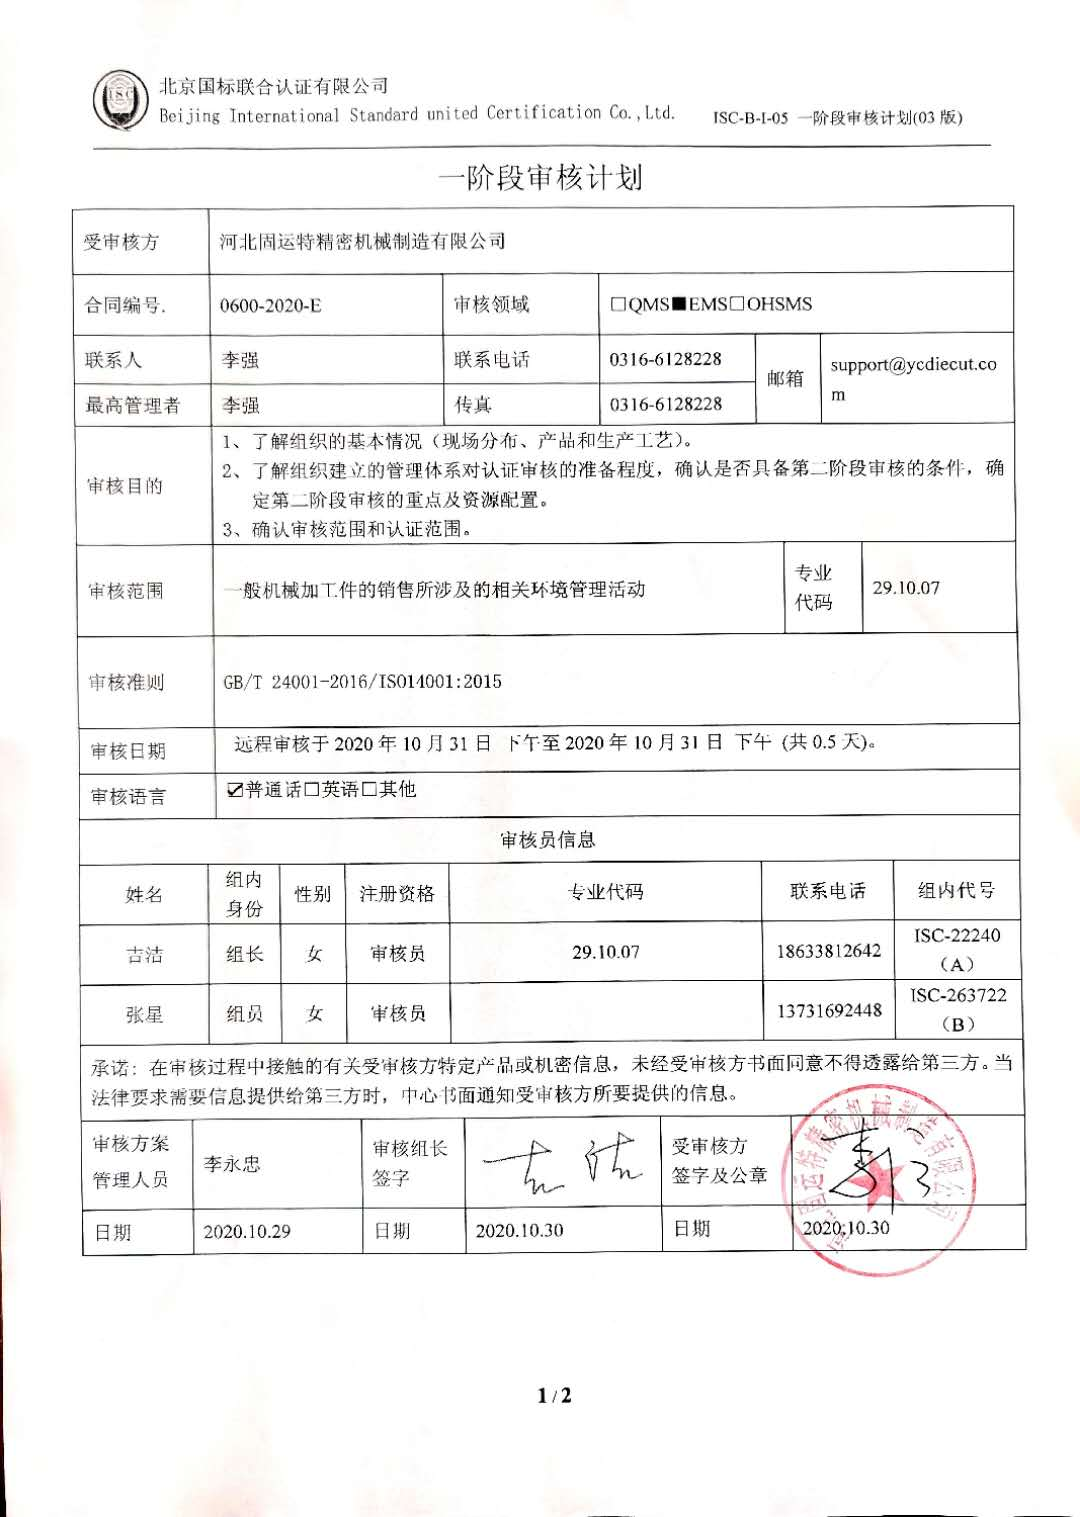 ISC
北京国标联合认证有限公司
Beijing International Standard united Certification Co.,Ltd. ISC-B-I-05 一阶段审核计划(03 版)
一阶段审核计划
受审核方 河北固运特精密机械制造有限公司
合同编号. 0600-2020-E 审核领域 □QMS■EMS□OHSMS
联系人 李强 联系电话 0316-6128228 邮箱 support@ycdiecut.co
m
最高管理者 李强 传真 0316-6128228
审核目的
1、了解组织的基本情况（现场分布、产品和生产工艺）。
2、了解组织建立的管理体系对认证审核的准备程度，确认是否具备第二阶段审核的条件，确
定第二阶段审核的重点及资源配置。
3、确认审核范围和认证范围。
审核范围 一般机械加工件的销售所涉及的相关环境管理活动 专业
代码 29.10.07
审核准则 GB/T 24001-2016/ISO14001:2015
审核日期 远程审核于 2020 年 10 月 31 日 下午至 2020 年 10 月 31 日 下午 (共 0.5 天)。
审核语言 ☑普通话□英语□其他
审核员信息
姓名 组内
身份 性别 注册资格 专业代码 联系电话 组内代号
吉洁 组长 女 审核员 29.10.07 18633812642 ISC-22240
（A）
张星 组员 女 审核员 13731692448 ISC-263722
（B）
承诺：在审核过程中接触的有关受审核方特定产品或机密信息，未经受审核方书面同意不得透露给第三方。当
法律要求需要信息提供给第三方时，中心书面通知受审核方所要提供的信息。
审核方案
管理人员 李永忠 审核组长
签字 吉洁 受审核方
签字及公章
日期 2020.10.29 日期 2020.10.30 日期 2020.10.30
1 / 2